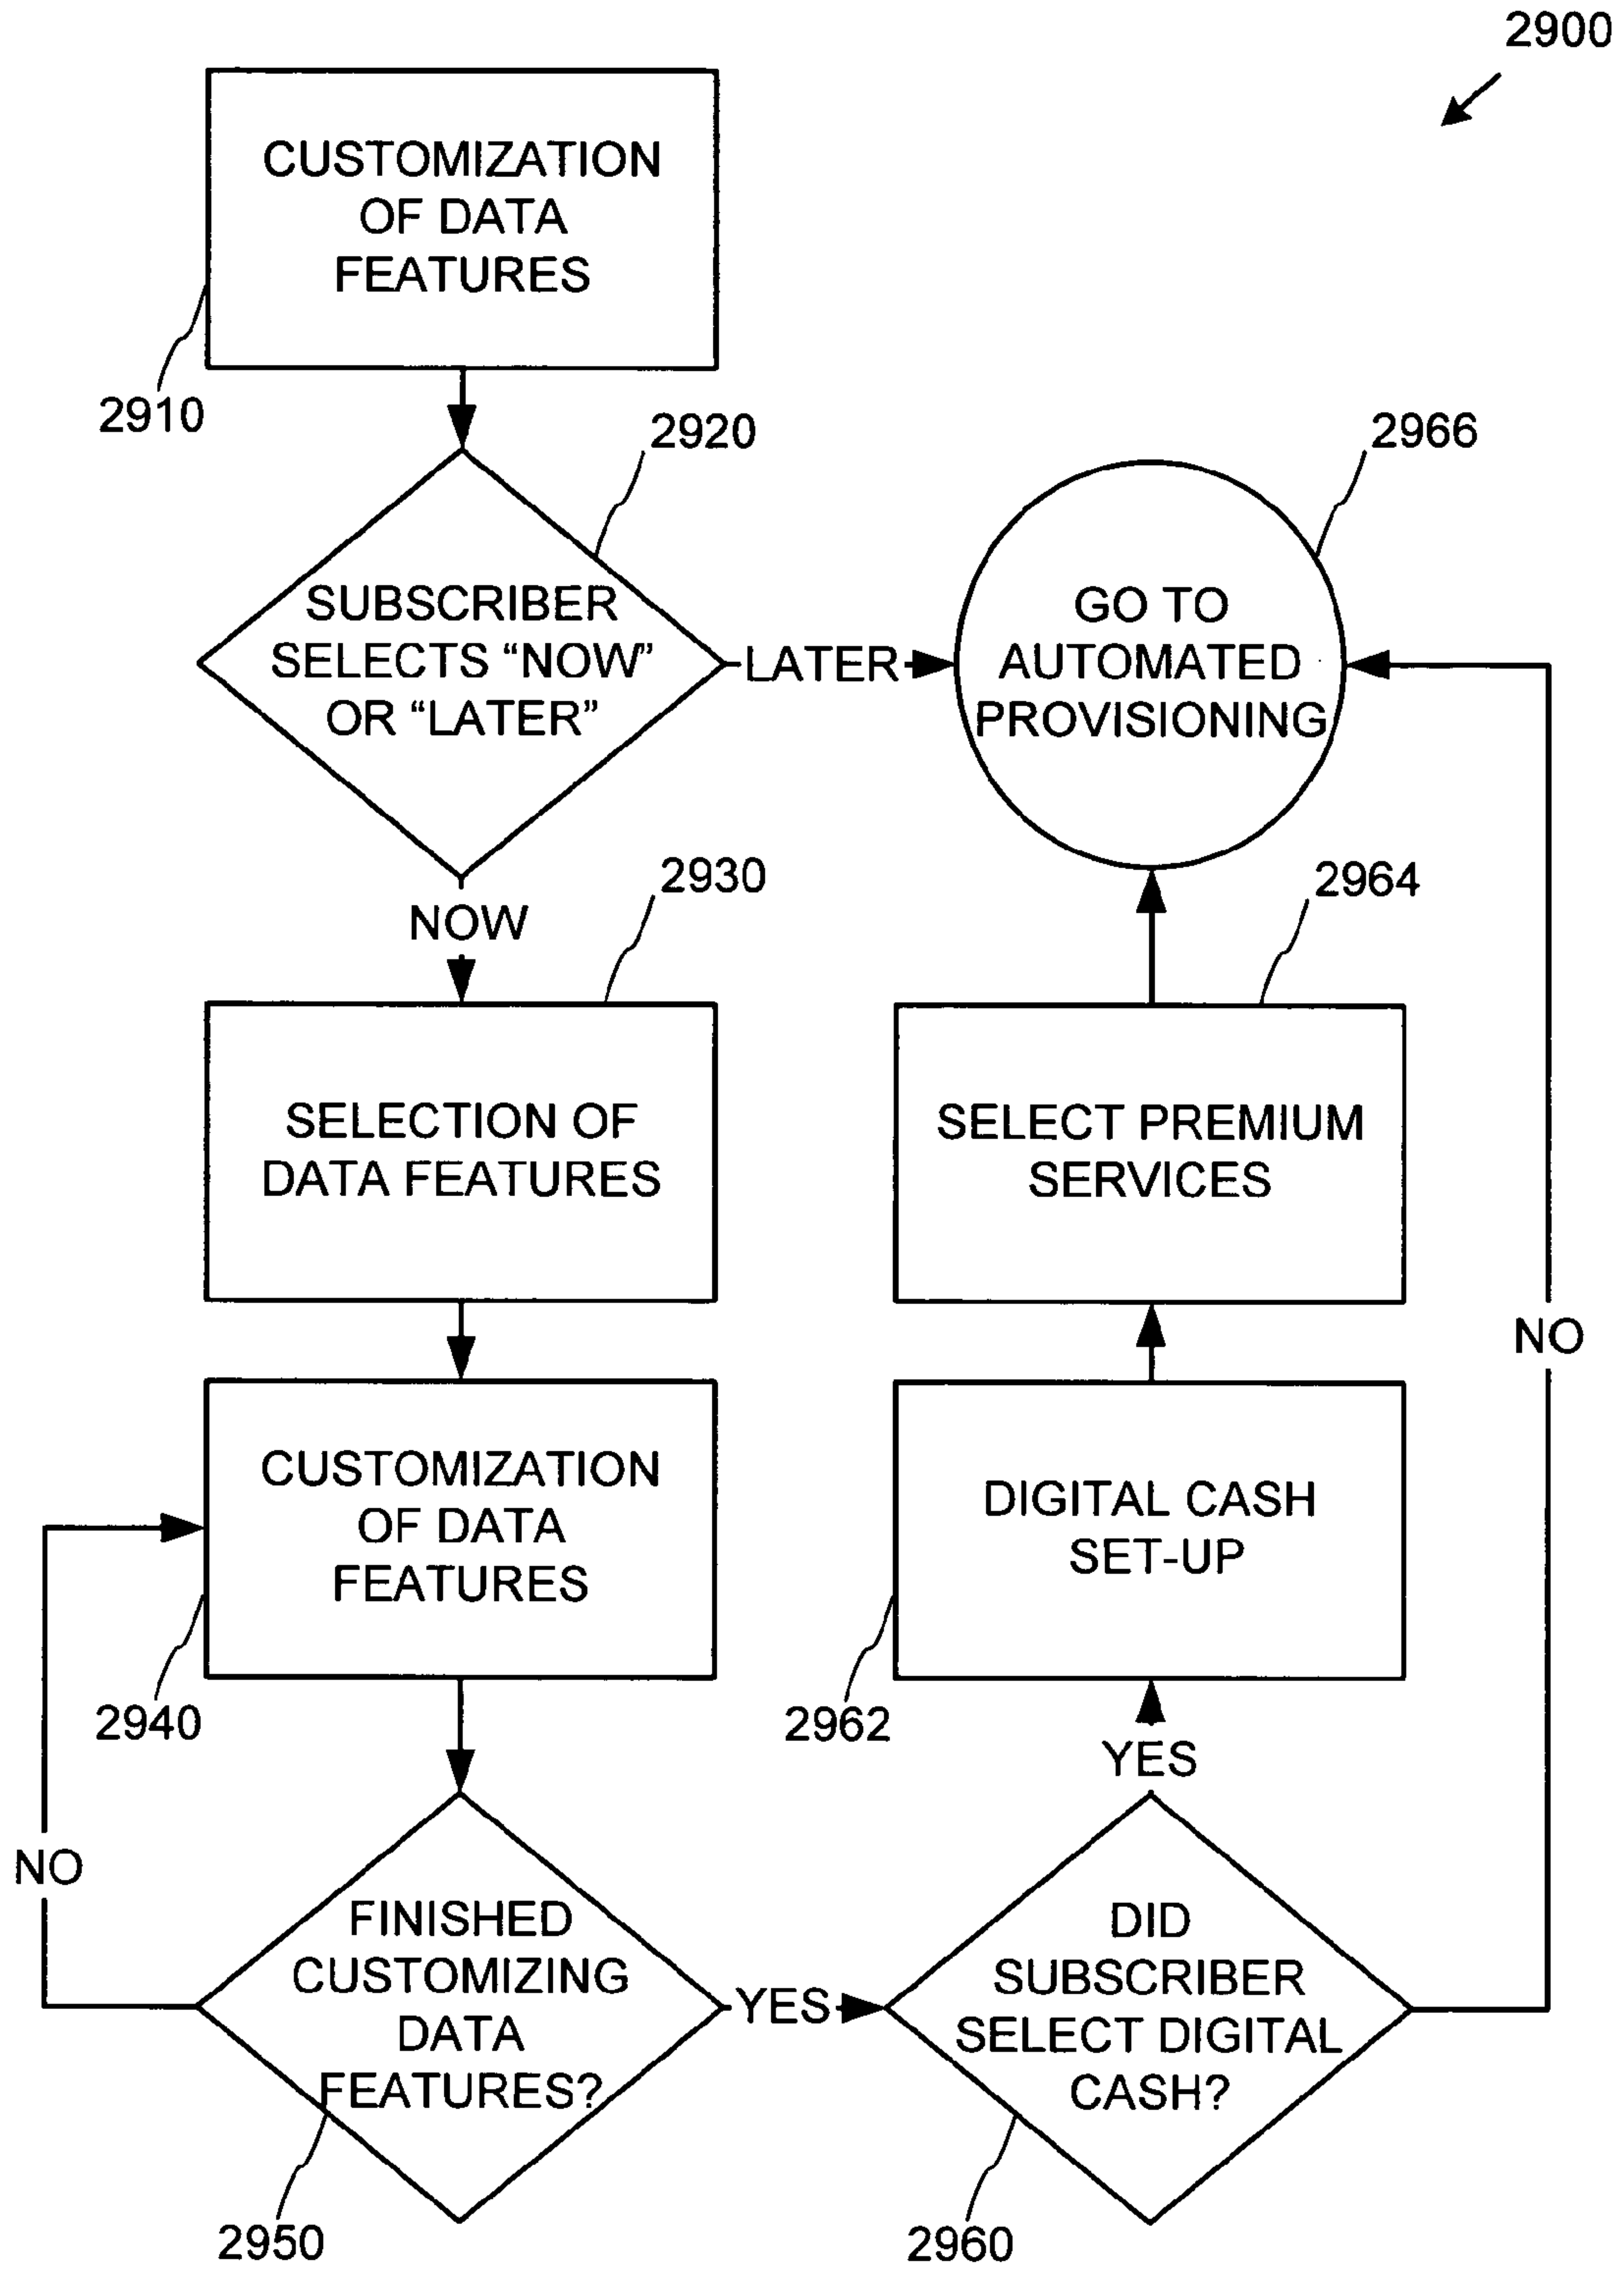 2900
CUSTOMIZATION
OF DATA
FEATURES
2910
2920
SUBSCRIBER
SELECTS “NOW”
OR “LATER”
LATER
2966
GO TO
AUTOMATED
PROVISIONING
NOW
2930
SELECTION OF
DATA FEATURES
2964
SELECT PREMIUM
SERVICES
NO
CUSTOMIZATION
OF DATA
FEATURES
2940
DIGITAL CASH
SET-UP
2962
YES
NO
FINISHED
CUSTOMIZING
DATA
FEATURES?
2950
YES
DID
SUBSCRIBER
SELECT DIGITAL
CASH?
2960